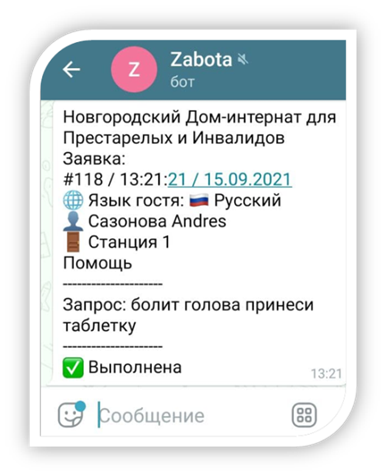 Zabota
бот
Z
Новгородский Дом-интернат для
Престарелых и Инвалидов
Заявка:
#118 / 13:21:21 / 15.09.2021
Язык гостя: Русский
Сазонова Andres
Станция 1
Помощь
---------------------
Запрос: болит голова принеси
таблетку
---------------------
Выполнена
13:21
Сообщение